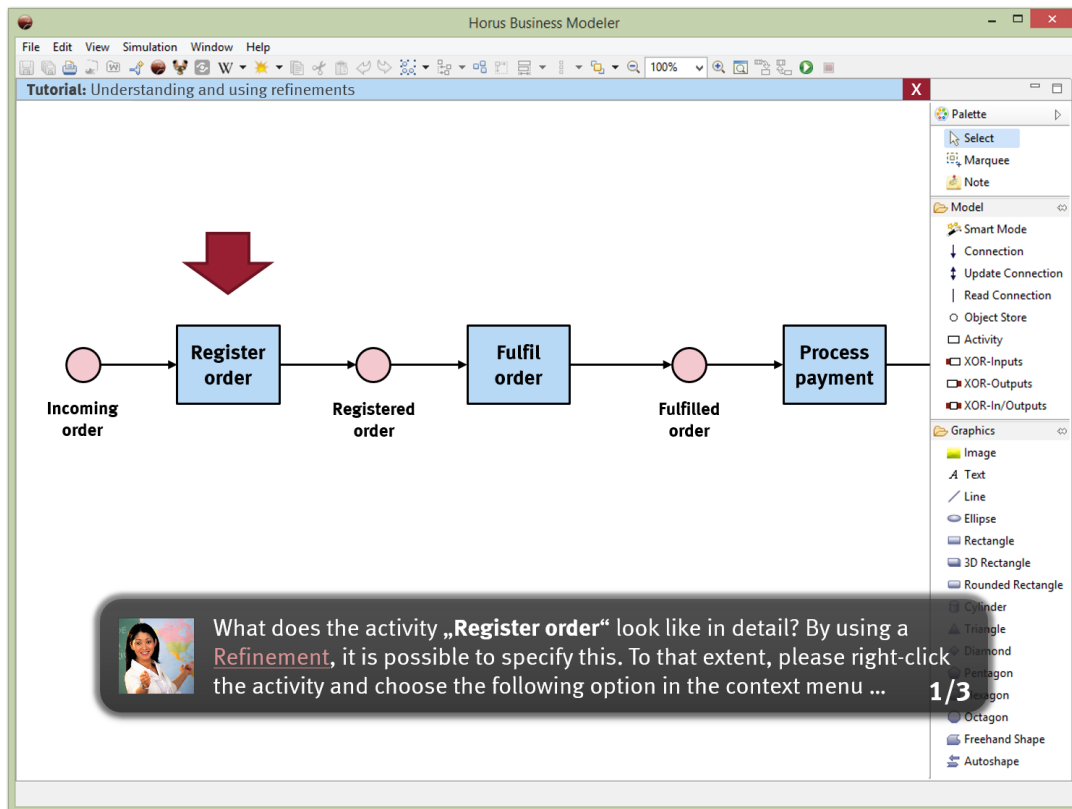 Horus Business Modeler
File Edit View Simulation Window Help
W
100%
Tutorial: Understanding and using refinements
X
Palette
Select
Marquee
Note
Model
Smart Mode
Connection
Update Connection
Read Connection
Object Store
Activity
XOR-Inputs
XOR-Outputs
XOR-In/Outputs
Graphics
Image
A Text
Line
Ellipse
Rectangle
3D Rectangle
Rounded Rectangle
Cylinder
Triangle
Diamond
Pentagon
Hexagon
Octagon
Freehand Shape
Autoshape
Register
order
Fulfil
order
Process
payment
Incoming
order
Registered
order
Fulfilled
order
What does the activity „Register order“ look like in detail? By using a
Refinement, it is possible to specify this. To that extent, please right-click
the activity and choose the following option in the context menu ...
1/3